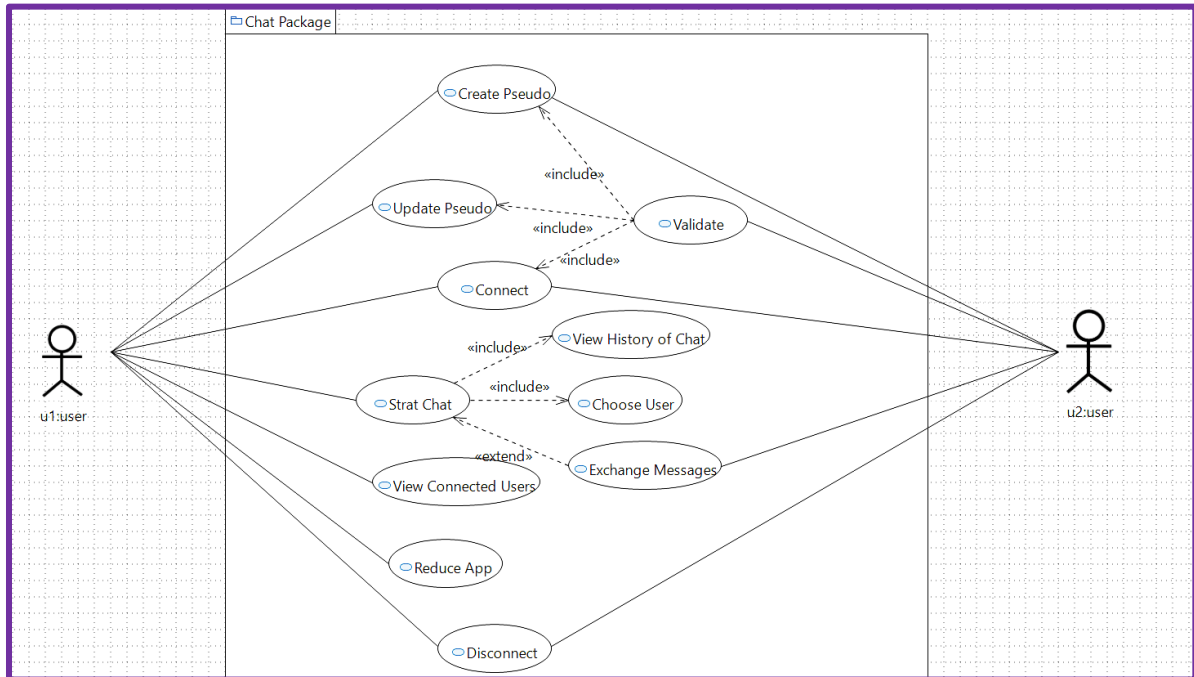 Chat Package
Create Pseudo
«include»
Update Pseudo
Validate
«include»
«include»
Connect
View History of Chat
«include»
«include»
Strat Chat
Choose User
«extend»
Exchange Messages
View Connected Users
Reduce App
Disconnect
u1:user
u2:user